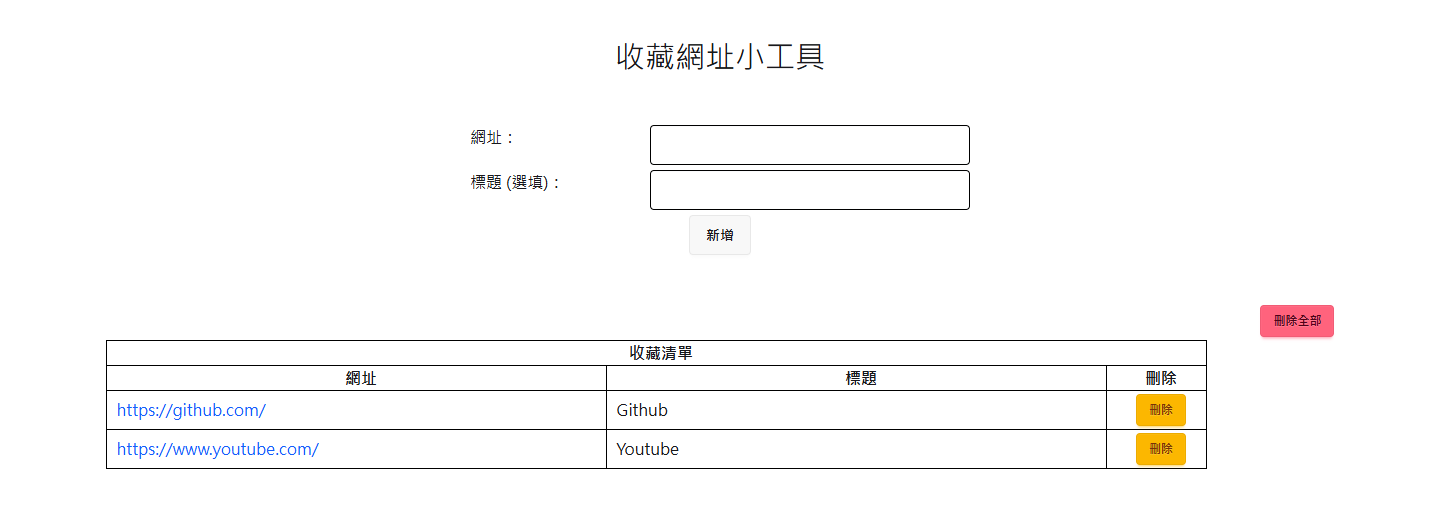 收藏網址小工具
網址：
標題 (選填)：
新增
刪除全部
收藏清單
網址 標題 刪除
https://github.com/ Github 刪除
https://www.youtube.com/ Youtube 刪除